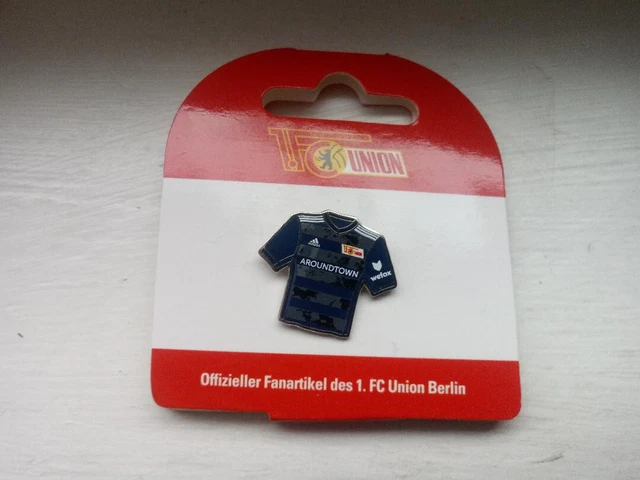 1.FC UNION
AROUNDTOWN
wefox
Offizieller Fanartikel des 1. FC Union Berlin